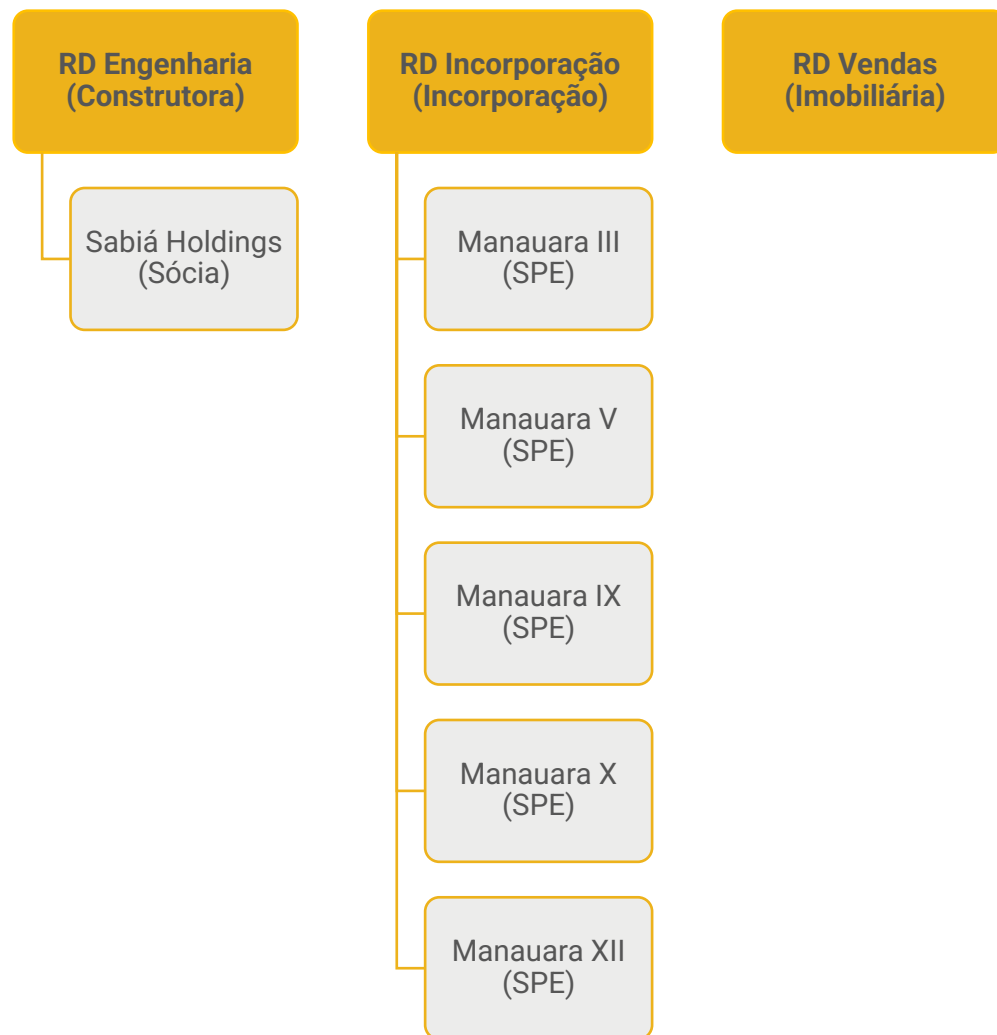 RD Engenharia
(Construtora)
Sabiá Holdings
(Sócia)
RD Incorporação
(Incorporação)
Manauara III
(SPE)
Manauara V
(SPE)
Manauara IX
(SPE)
Manauara X
(SPE)
Manauara XII
(SPE)
RD Vendas
(Imobiliária)